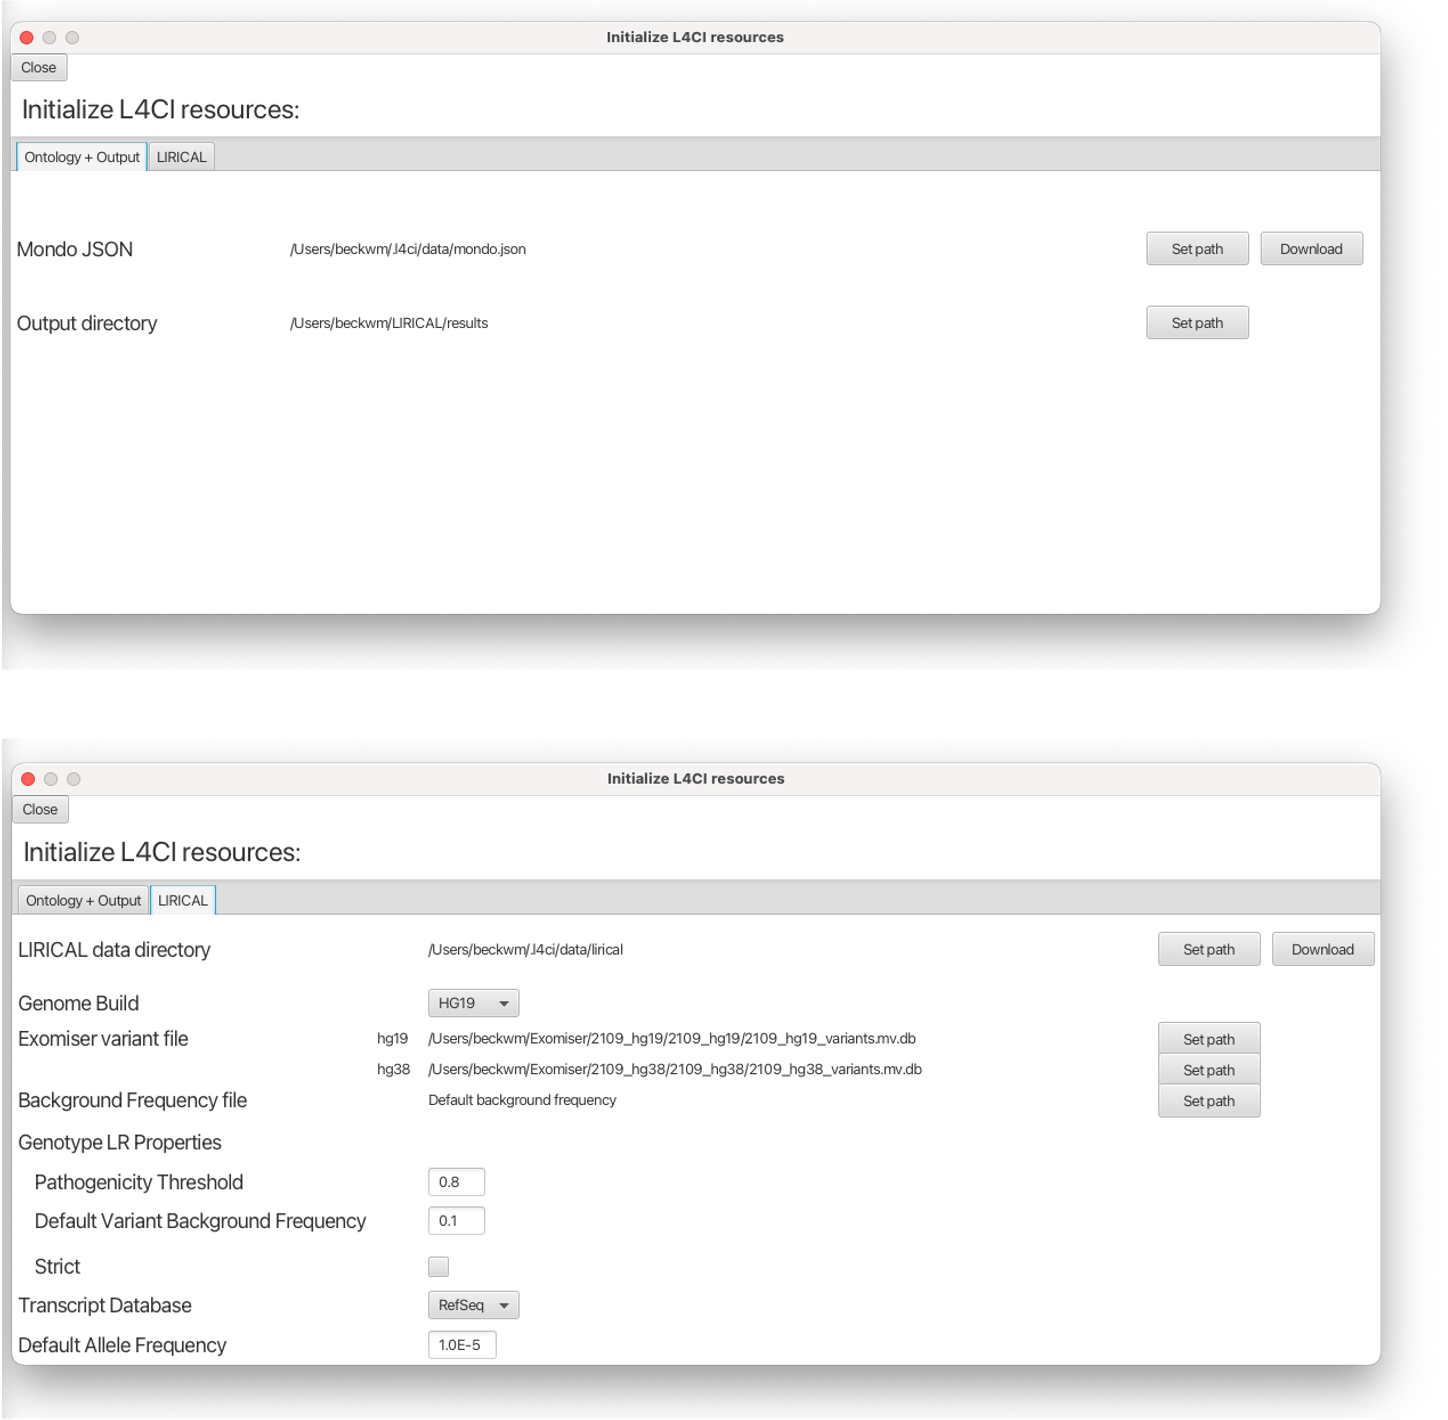 Initialize L4CI resources
Close
Initialize L4CI resources:
Ontology + Output LIRICAL
Mondo JSON /Users/beckwm/.l4ci/data/mondo.json Set path Download
Output directory /Users/beckwm/LIRICAL/results Set path
Initialize L4CI resources
Close
Initialize L4CI resources:
Ontology + Output LIRICAL
LIRICAL data directory /Users/beckwm/.l4ci/data/lirical Set path Download
Genome Build HG19
Exomiser variant file hg19 /Users/beckwm/Exomiser/2109_hg19/2109_hg19/2109_hg19_variants.mv.db Set path
hg38 /Users/beckwm/Exomiser/2109_hg38/2109_hg38/2109_hg38_variants.mv.db Set path
Background Frequency file Default background frequency Set path
Genotype LR Properties
Pathogenicity Threshold 0.8
Default Variant Background Frequency 0.1
Strict
Transcript Database RefSeq
Default Allele Frequency 1.0E-5